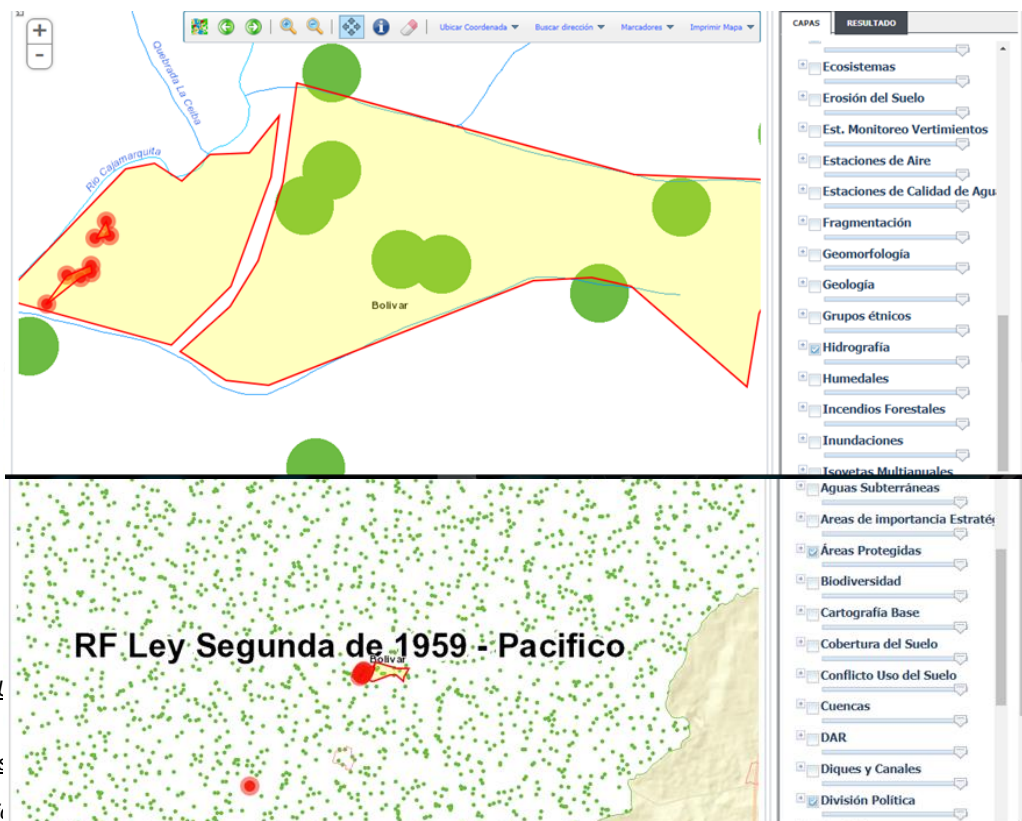 Ubicar Coordenada
Buscar dirección
Marcadores
Imprimir Mapa
CAPAS
RESULTADO
+
-
Quebrada La Ceiba
Rio Cajamarquita
Bolivar
Ecosistemas
Erosión del Suelo
Est. Monitoreo Vertimientos
Estaciones de Aire
Estaciones de Calidad de Agu
Fragmentación
Geomorfología
Geología
Grupos étnicos
Hidrografía
Humedales
Incendios Forestales
Inundaciones
Isoyetas Multianuales
RF Ley Segunda de 1959 - Pacifico
Bolivar
Aguas Subterráneas
Areas de importancia Estraté
Áreas Protegidas
Biodiversidad
Cartografía Base
Cobertura del Suelo
Conflicto Uso del Suelo
Cuencas
DAR
Diques y Canales
División Política